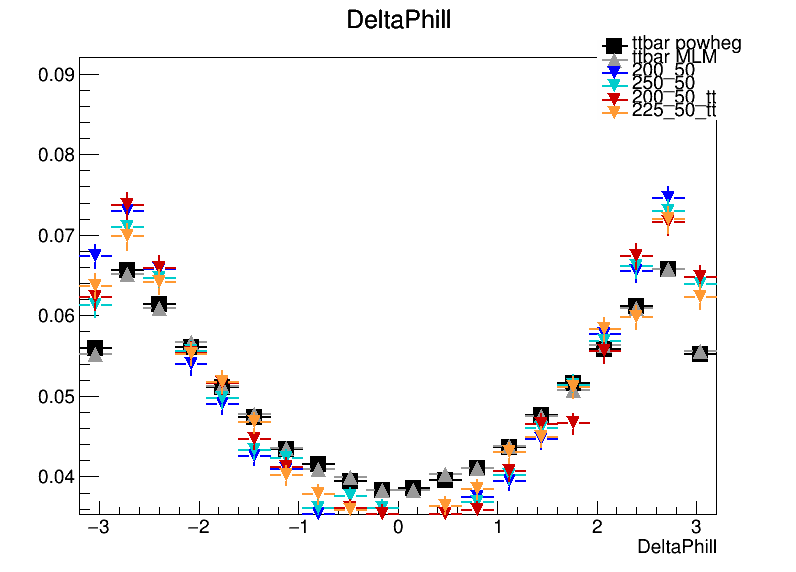 DeltaPhill
ttbar powheg
ttbar MLM
200_50
250_50
200_50_tt
225_50_tt
0.09
0.08
0.07
0.06
0.05
0.04
−3 −2 −1 0 1 2 3
DeltaPhill